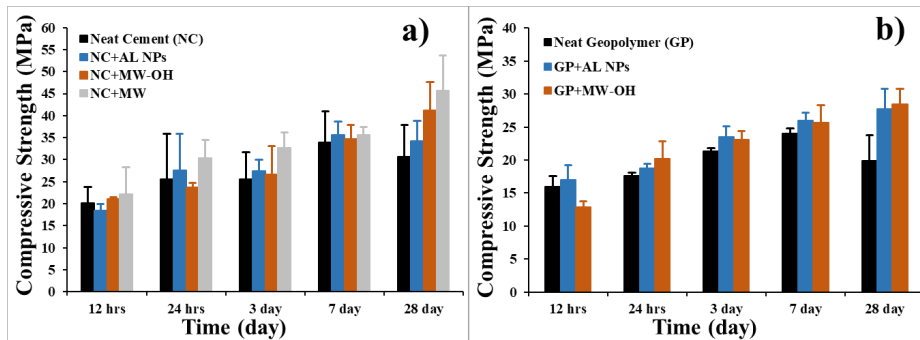 a)
Compressive Strength (MPa)
60
55
50
45
40
35
30
25
20
15
10
5
0
Neat Cement (NC)
NC+AL NPs
NC+MW-OH
NC+MW
12 hrs 24 hrs 3 day 7 day 28 day
Time (day)
b)
Compressive Strength (MPa)
40
35
30
25
20
15
10
5
0
Neat Geopolymer (GP)
GP+AL NPs
GP+MW-OH
12 hrs 24 hrs 3 day 7 day 28 day
Time (day)